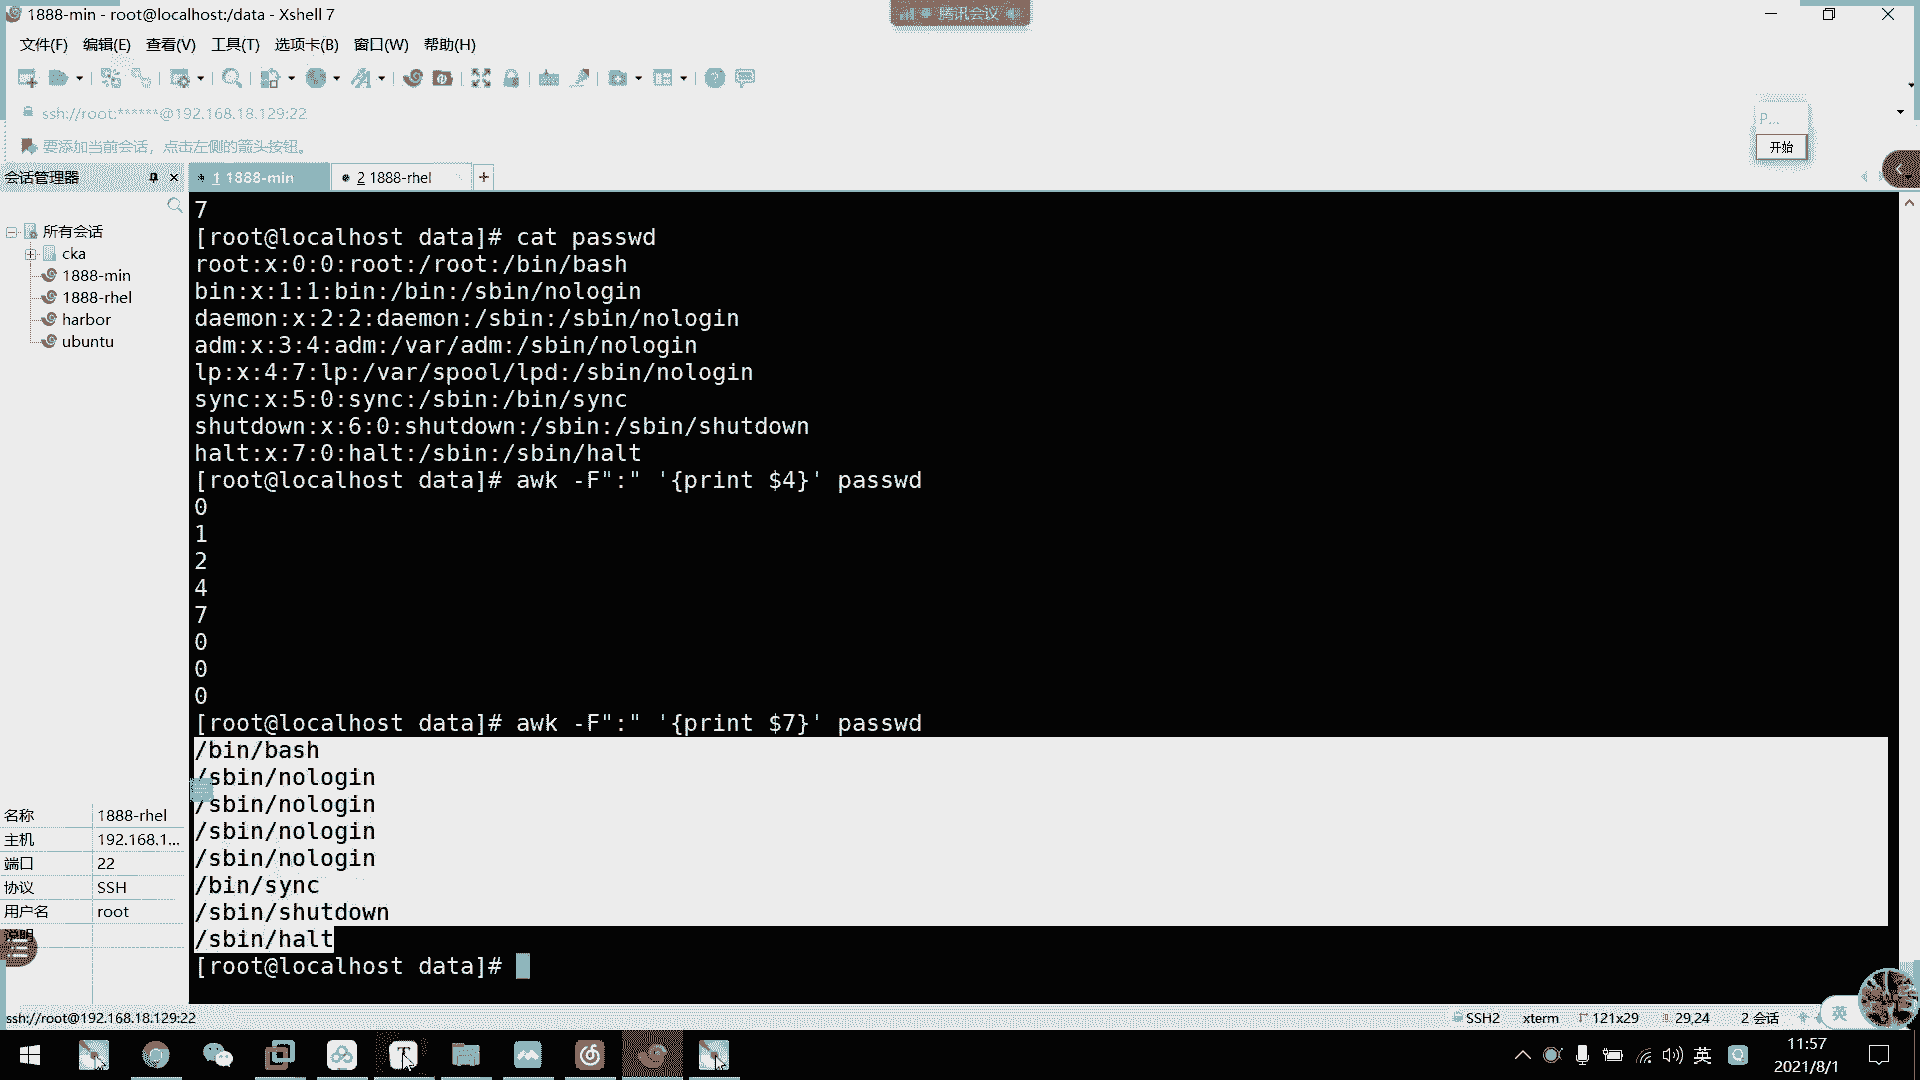 1888-min - root@localhost:/data - Xshell 7
腾讯会议
文件(F) 编辑(E) 查看(V) 工具(T) 选项卡(B) 窗口(W) 帮助(H)
ssh://root:******@192.168.18.129:22
要添加当前会话，点击左侧的箭头按钮。
P...
开始
会话管理器
1 1888-min
2 1888-rhel
所有会话
cka
1888-min
1888-rhel
harbor
ubuntu
7
[root@localhost data]# cat passwd
root:x:0:0:root:/root:/bin/bash
bin:x:1:1:bin:/bin:/sbin/nologin
daemon:x:2:2:daemon:/sbin:/sbin/nologin
adm:x:3:4:adm:/var/adm:/sbin/nologin
lp:x:4:7:lp:/var/spool/lpd:/sbin/nologin
sync:x:5:0:sync:/sbin:/bin/sync
shutdown:x:6:0:shutdown:/sbin:/sbin/shutdown
halt:x:7:0:halt:/sbin:/sbin/halt
[root@localhost data]# awk -F":" '{print $4}' passwd
0
1
2
4
7
0
0
0
[root@localhost data]# awk -F":" '{print $7}' passwd
/bin/bash
/sbin/nologin
/sbin/nologin
/sbin/nologin
/sbin/nologin
/bin/sync
/sbin/shutdown
/sbin/halt
[root@localhost data]#
名称 1888-rhel
主机 192.168.1...
端口 22
协议 SSH
用户名 root
说明
ssh://root@192.168.18.129:22
SSH2 xterm 121x29 29,24 2 会话
英
英
11:57
2021/8/1